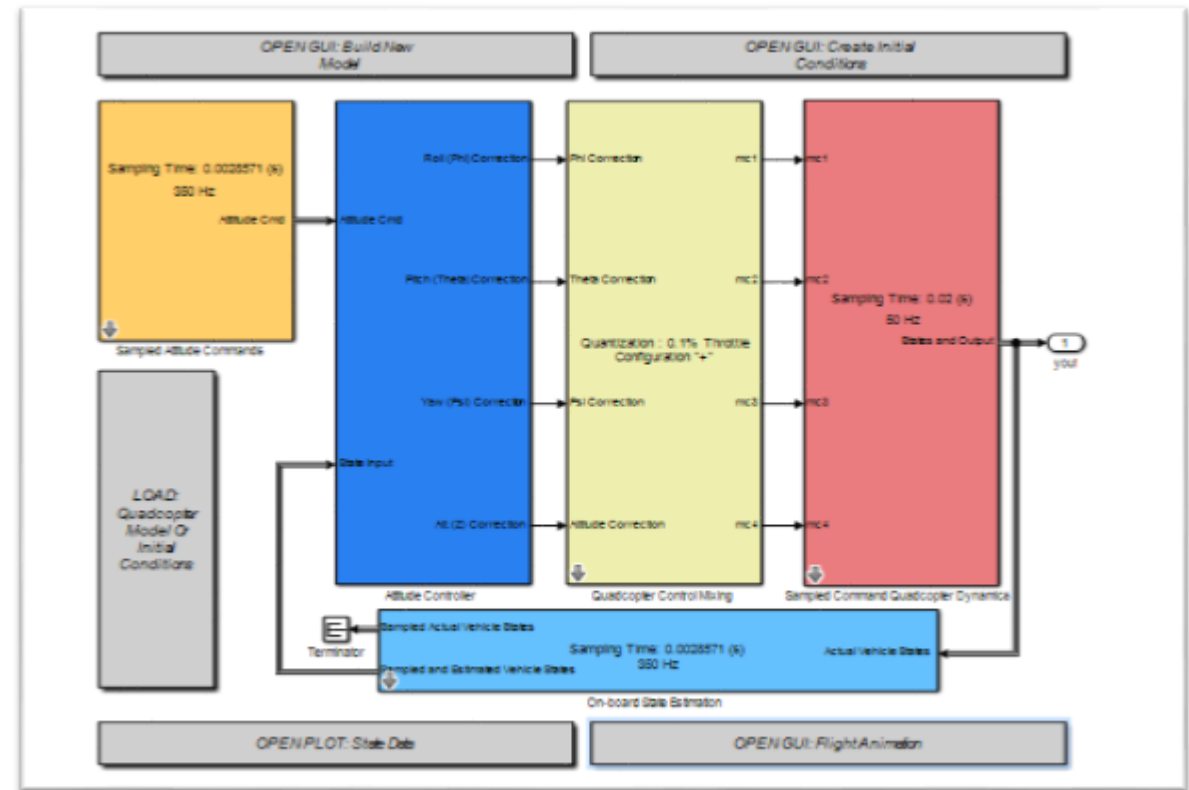 OPEN GUI: Build New
Model
OPEN GUI: Create Initial
Conditions
Sampling Time: 0.0028571 (s)
350 Hz
Attitude Cmd
Sampled Attitude Commands
Roll (Phi) Correction
Attitude Cmd
Pitch (Theta) Correction
Yaw (Psi) Correction
State Input
Alt (Z) Correction
Attitude Controller
Phi Correction
mc1
Theta Correction
mc2
Quantization : 0.1% Throttle
Configuration "+"
Psi Correction
mc3
Altitude Correction
mc4
Quadcopter Control Mixing
mc1
mc2
Sampling Time: 0.02 (s)
50 Hz
States and Output
mc3
mc4
Sampled Command Quadcopter Dynamics
1
yout
LOAD:
Quadcopter
Model Or
Initial
Conditions
Terminator
Sampled Actual Vehicle States
Sampling Time: 0.0028571 (s)
350 Hz
Actual Vehicle States
Sampled and Estimated Vehicle States
On-board State Estimation
OPEN PLOT: State Data
OPEN GUI: Flight Animation